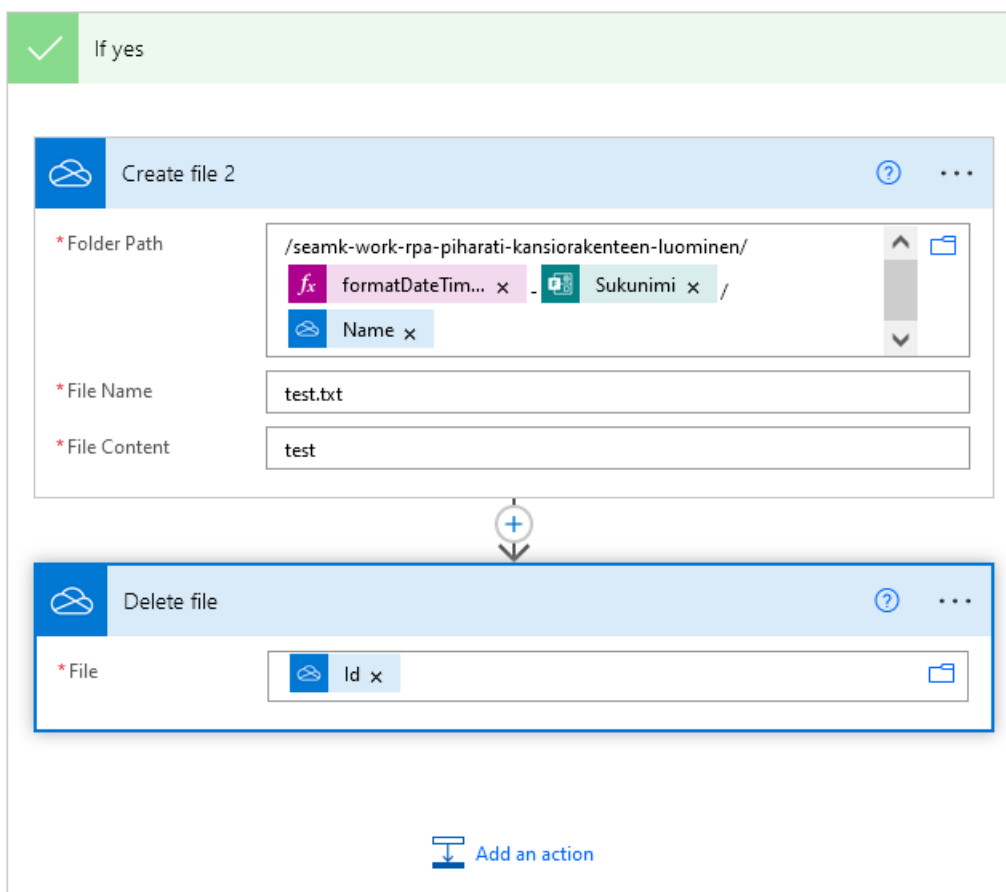 If yes
Create file 2
? ...
* Folder Path
/seamk-work-rpa-piharati-kansiorakenteen-luominen/
fx formatDateTim... x - Sukunimi x /
Name x
* File Name
test.txt
* File Content
test
+
Delete file
? ...
* File
Id x
Add an action